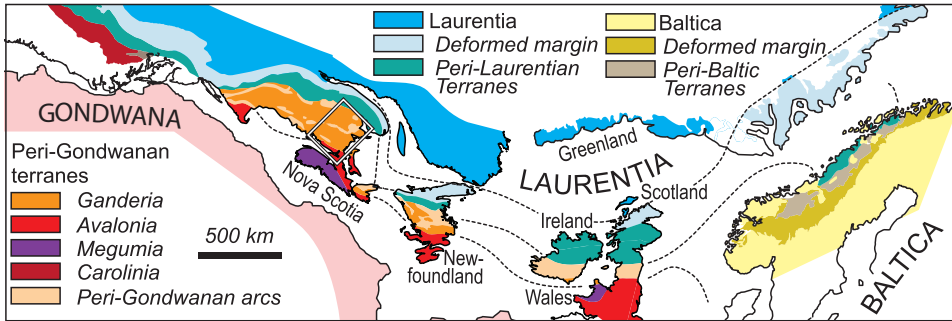 Laurentia
Deformed margin
Peri-Laurentian
Terranes
Baltica
Deformed margin
Peri-Baltic
Terranes
GONDWANA
Peri-Gondwanan
terranes
Ganderia
Avalonia
Megumia
Carolinia
Peri-Gondwanan arcs
500 km
Nova Scotia
New-
foundland
Greenland
LAURENTIA
Scotland
Ireland
Wales
BALTICA